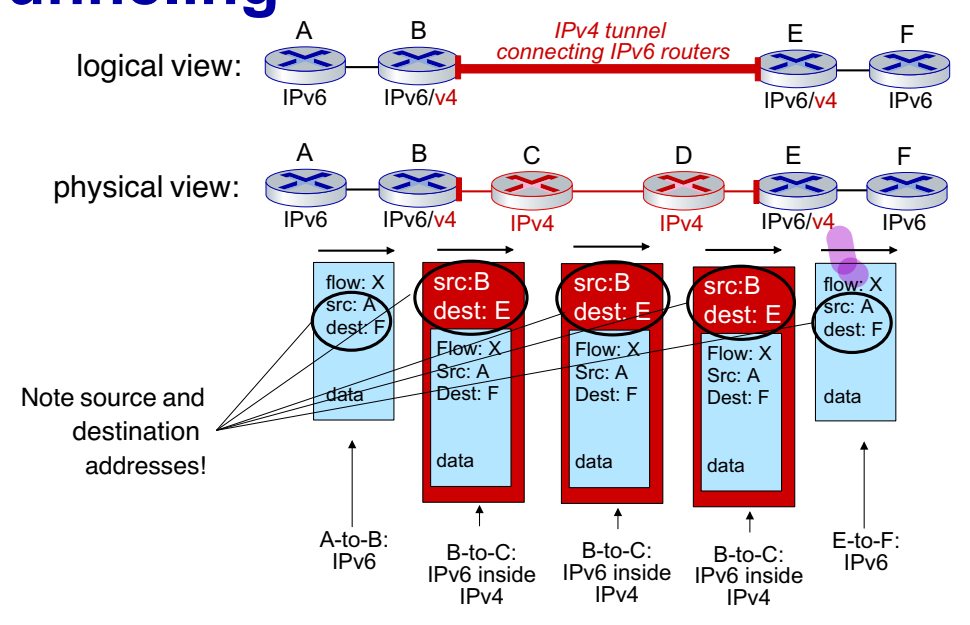 unneling
A B IPv4 tunnel E F
connecting IPv6 routers
logical view:
IPv6 IPv6/v4 IPv6/v4 IPv6
A B C D E F
physical view:
IPv6 IPv6/v4 IPv4 IPv4 IPv6/v4 IPv6
flow: X
src: A
dest: F
data
src:B
dest: E
Flow: X
Src: A
Dest: F
data
src:B
dest: E
Flow: X
Src: A
Dest: F
data
src:B
dest: E
Flow: X
Src: A
Dest: F
data
flow: X
src: A
dest: F
data
Note source and
destination
addresses!
A-to-B:
IPv6
B-to-C:
IPv6 inside
IPv4
B-to-C:
IPv6 inside
IPv4
B-to-C:
IPv6 inside
IPv4
E-to-F:
IPv6